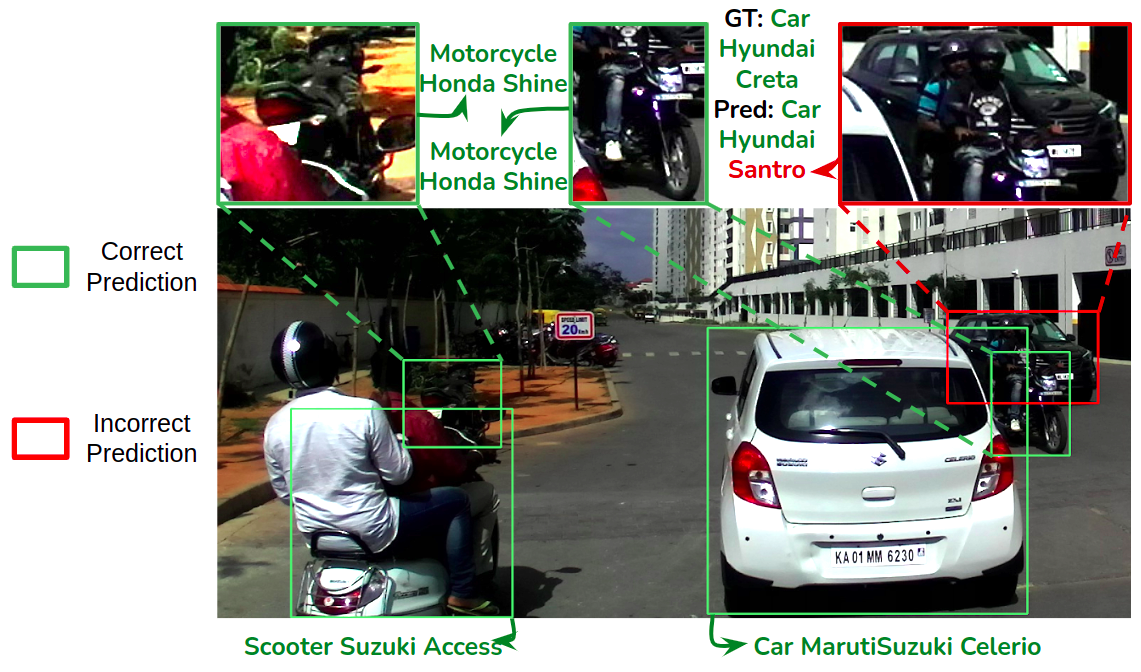 GT: Car
Hyundai
Creta
Pred: Car
Hyundai
Santro
Motorcycle
Honda Shine
Motorcycle
Honda Shine
Correct
Prediction
Incorrect
Prediction
SPEED LIMIT
20
CELERIO
KA 01 MM 6230
Scooter Suzuki Access
Car MarutiSuzuki Celerio